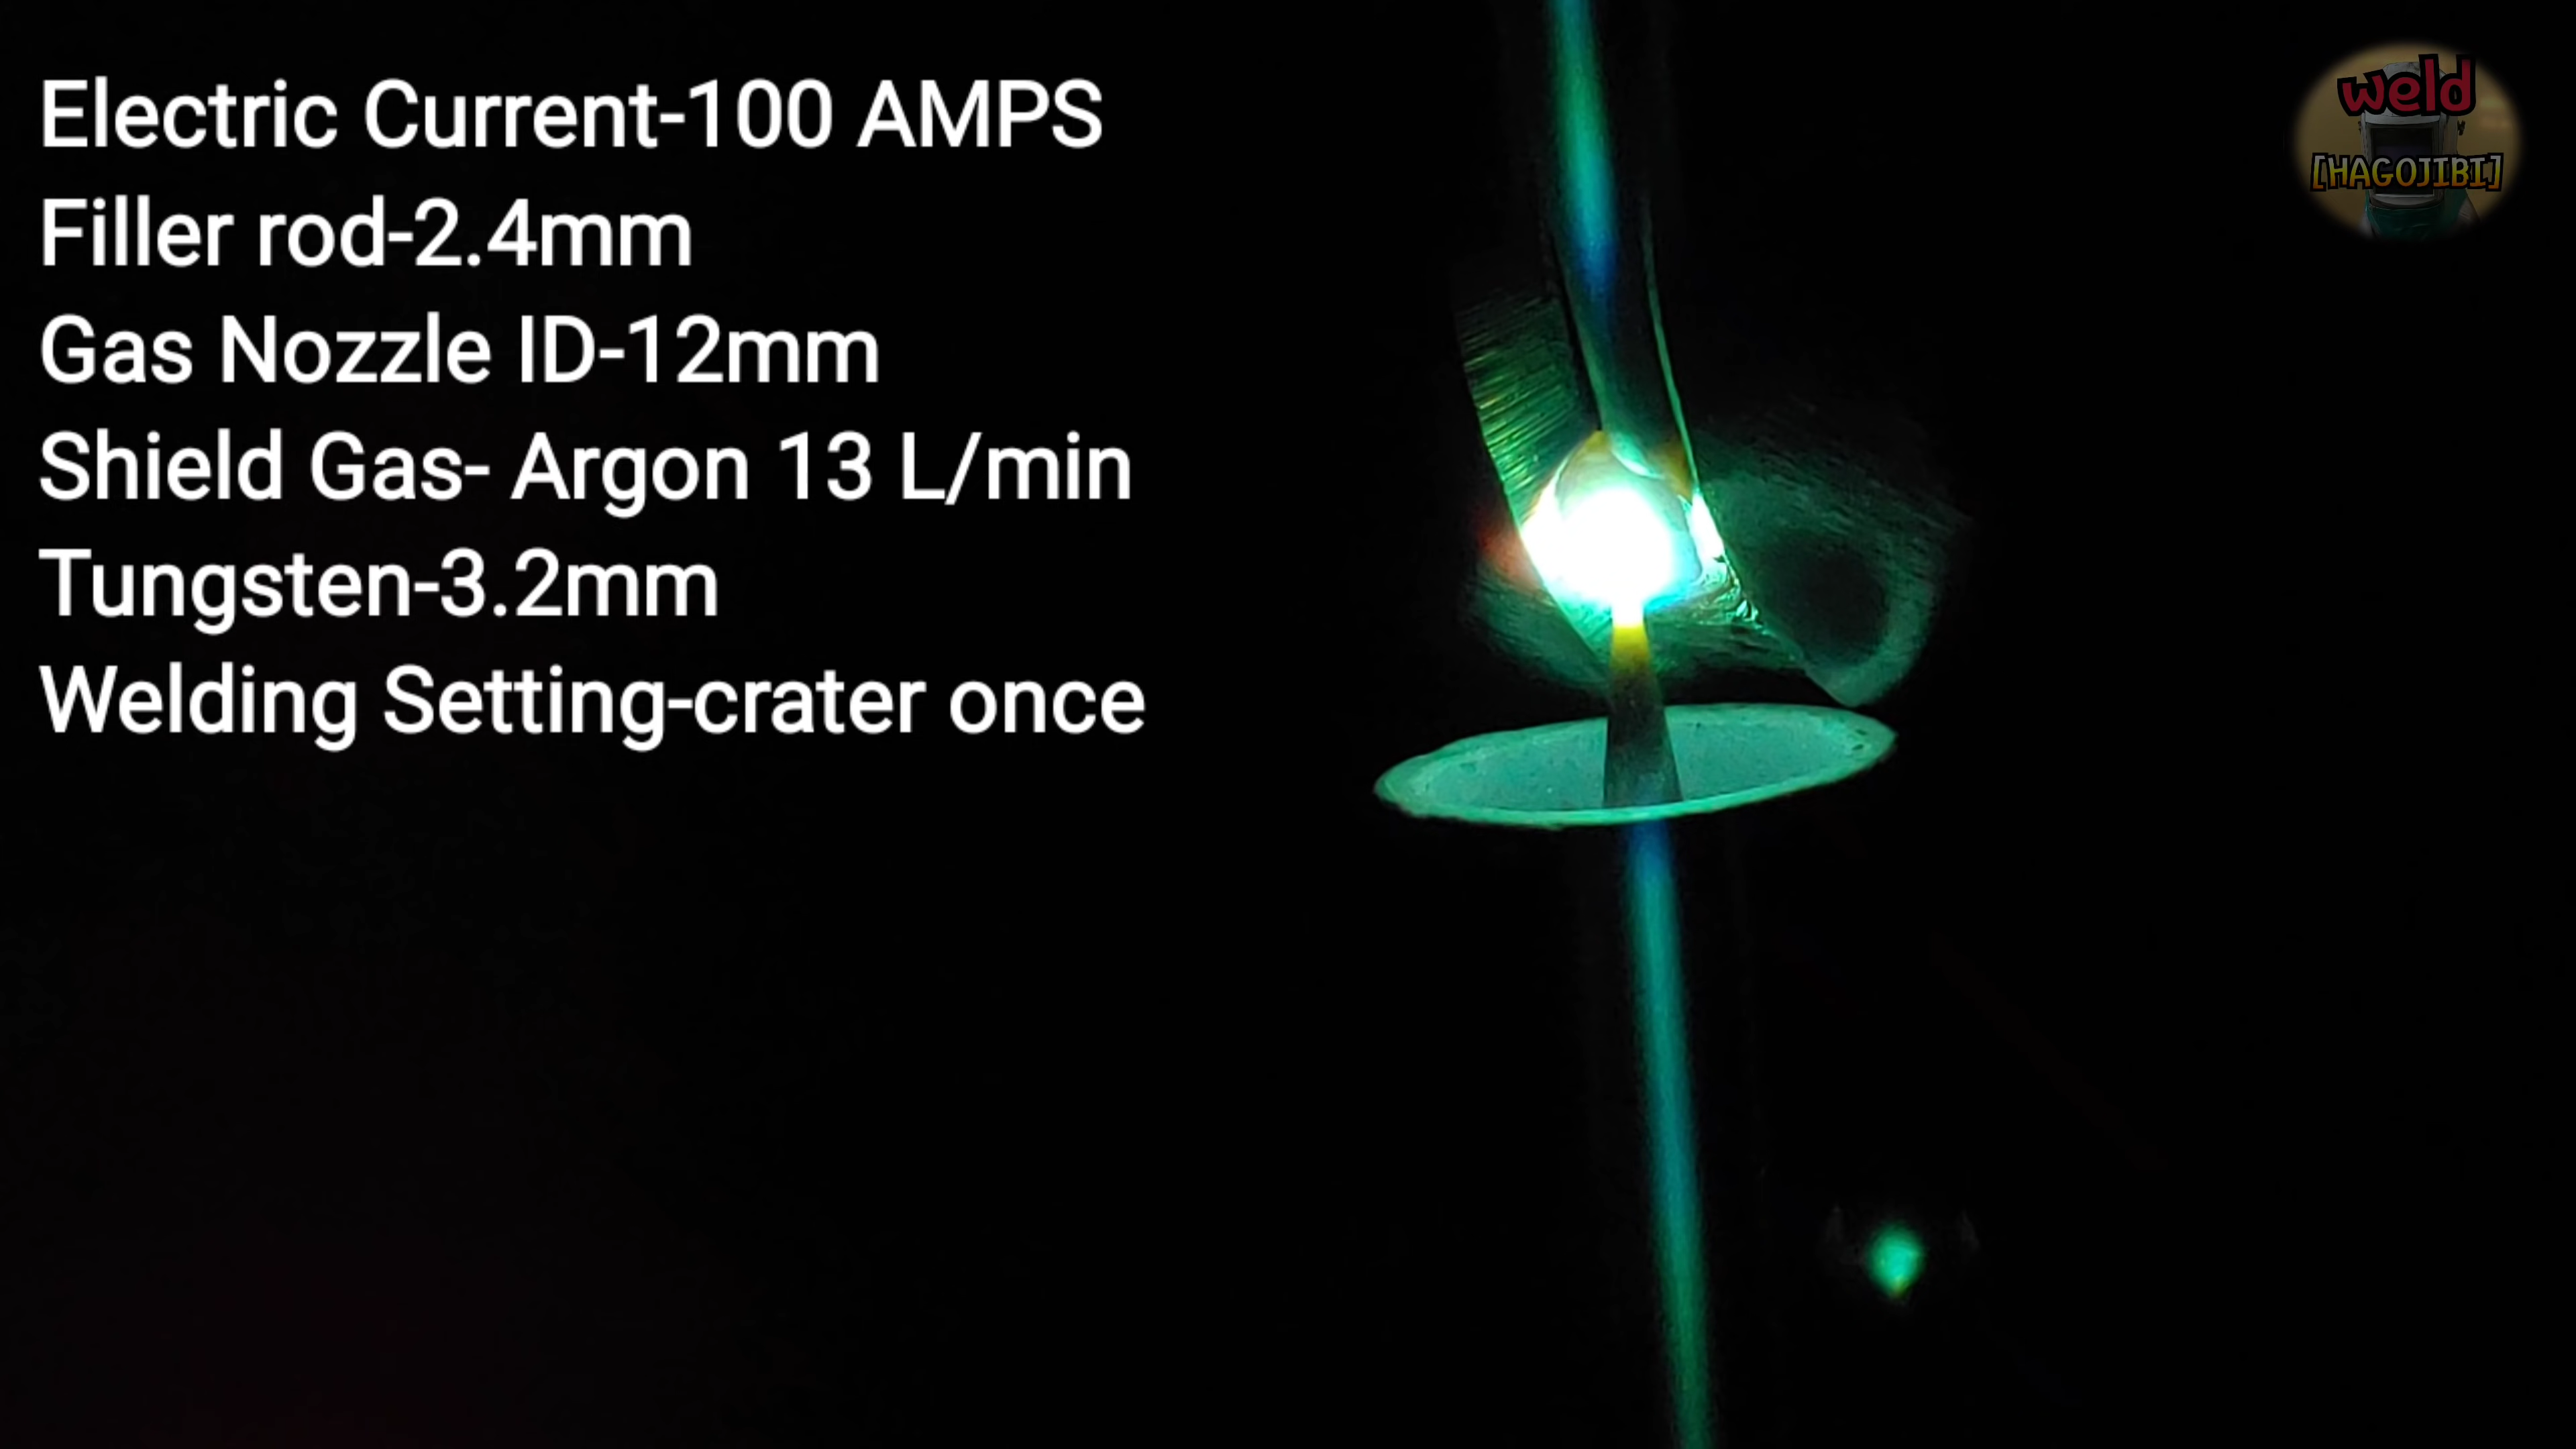 Electric Current-100 AMPS
Filler rod-2.4mm
Gas Nozzle ID-12mm
Shield Gas- Argon 13 L/min
Tungsten-3.2mm
Welding Setting-crater once
weld
[HAGOJIBI]